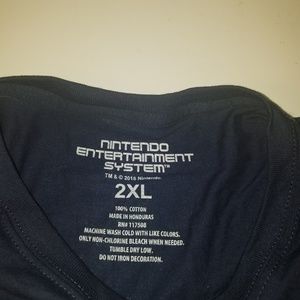 NINTENDO
ENTERTAINMENT
SYSTEM™
TM & © 2016 Nintendo
2XL
100% COTTON
MADE IN HONDURAS
RN# 117508
MACHINE WASH COLD WITH LIKE COLORS.
ONLY NON-CHLORINE BLEACH WHEN NEEDED.
TUMBLE DRY LOW.
DO NOT IRON DECORATION.